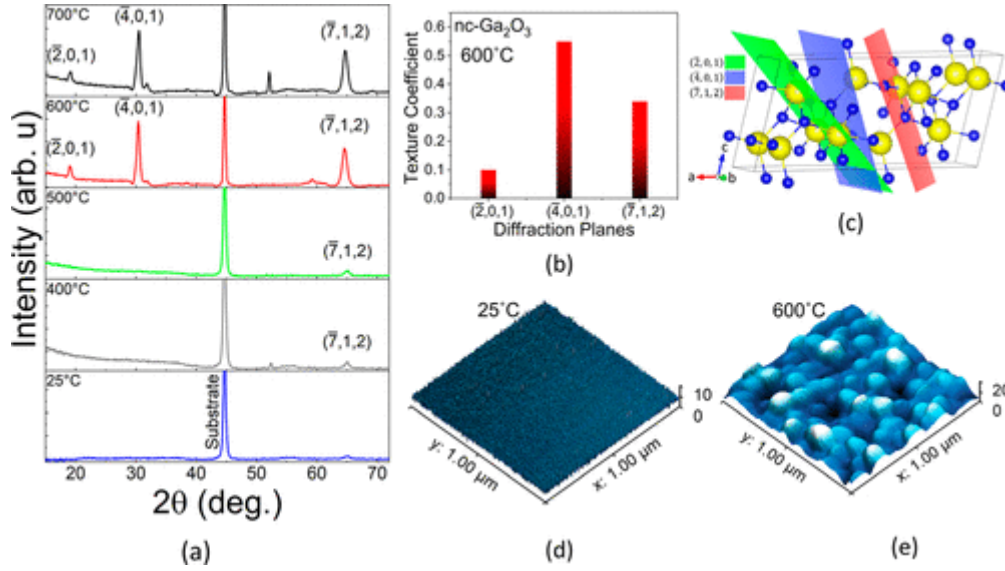 700°C
(4̅,0,1)
(7̅,1,2)
(2̅,0,1)
600°C
(4̅,0,1)
(7̅,1,2)
(2̅,0,1)
500°C
(7̅,1,2)
400°C
(7̅,1,2)
25°C
Substrate
20 30 40 50 60 70
2θ (deg.)
Intensity (arb. u)
(a)
nc-Ga₂O₃
600°C
0.6
0.5
0.4
0.3
0.2
0.1
0.0
Texture Coefficient
(2̅,0,1) (4̅,0,1) (7̅,1,2)
Diffraction Planes
(b)
(2̅,0,1)
(4̅,0,1)
(7̅,1,2)
c
a
b
(c)
25°C
10
0
y: 1.00 µm
x: 1.00 µm
(d)
600°C
20
0
y: 1.00 µm
x: 1.00 µm
(e)